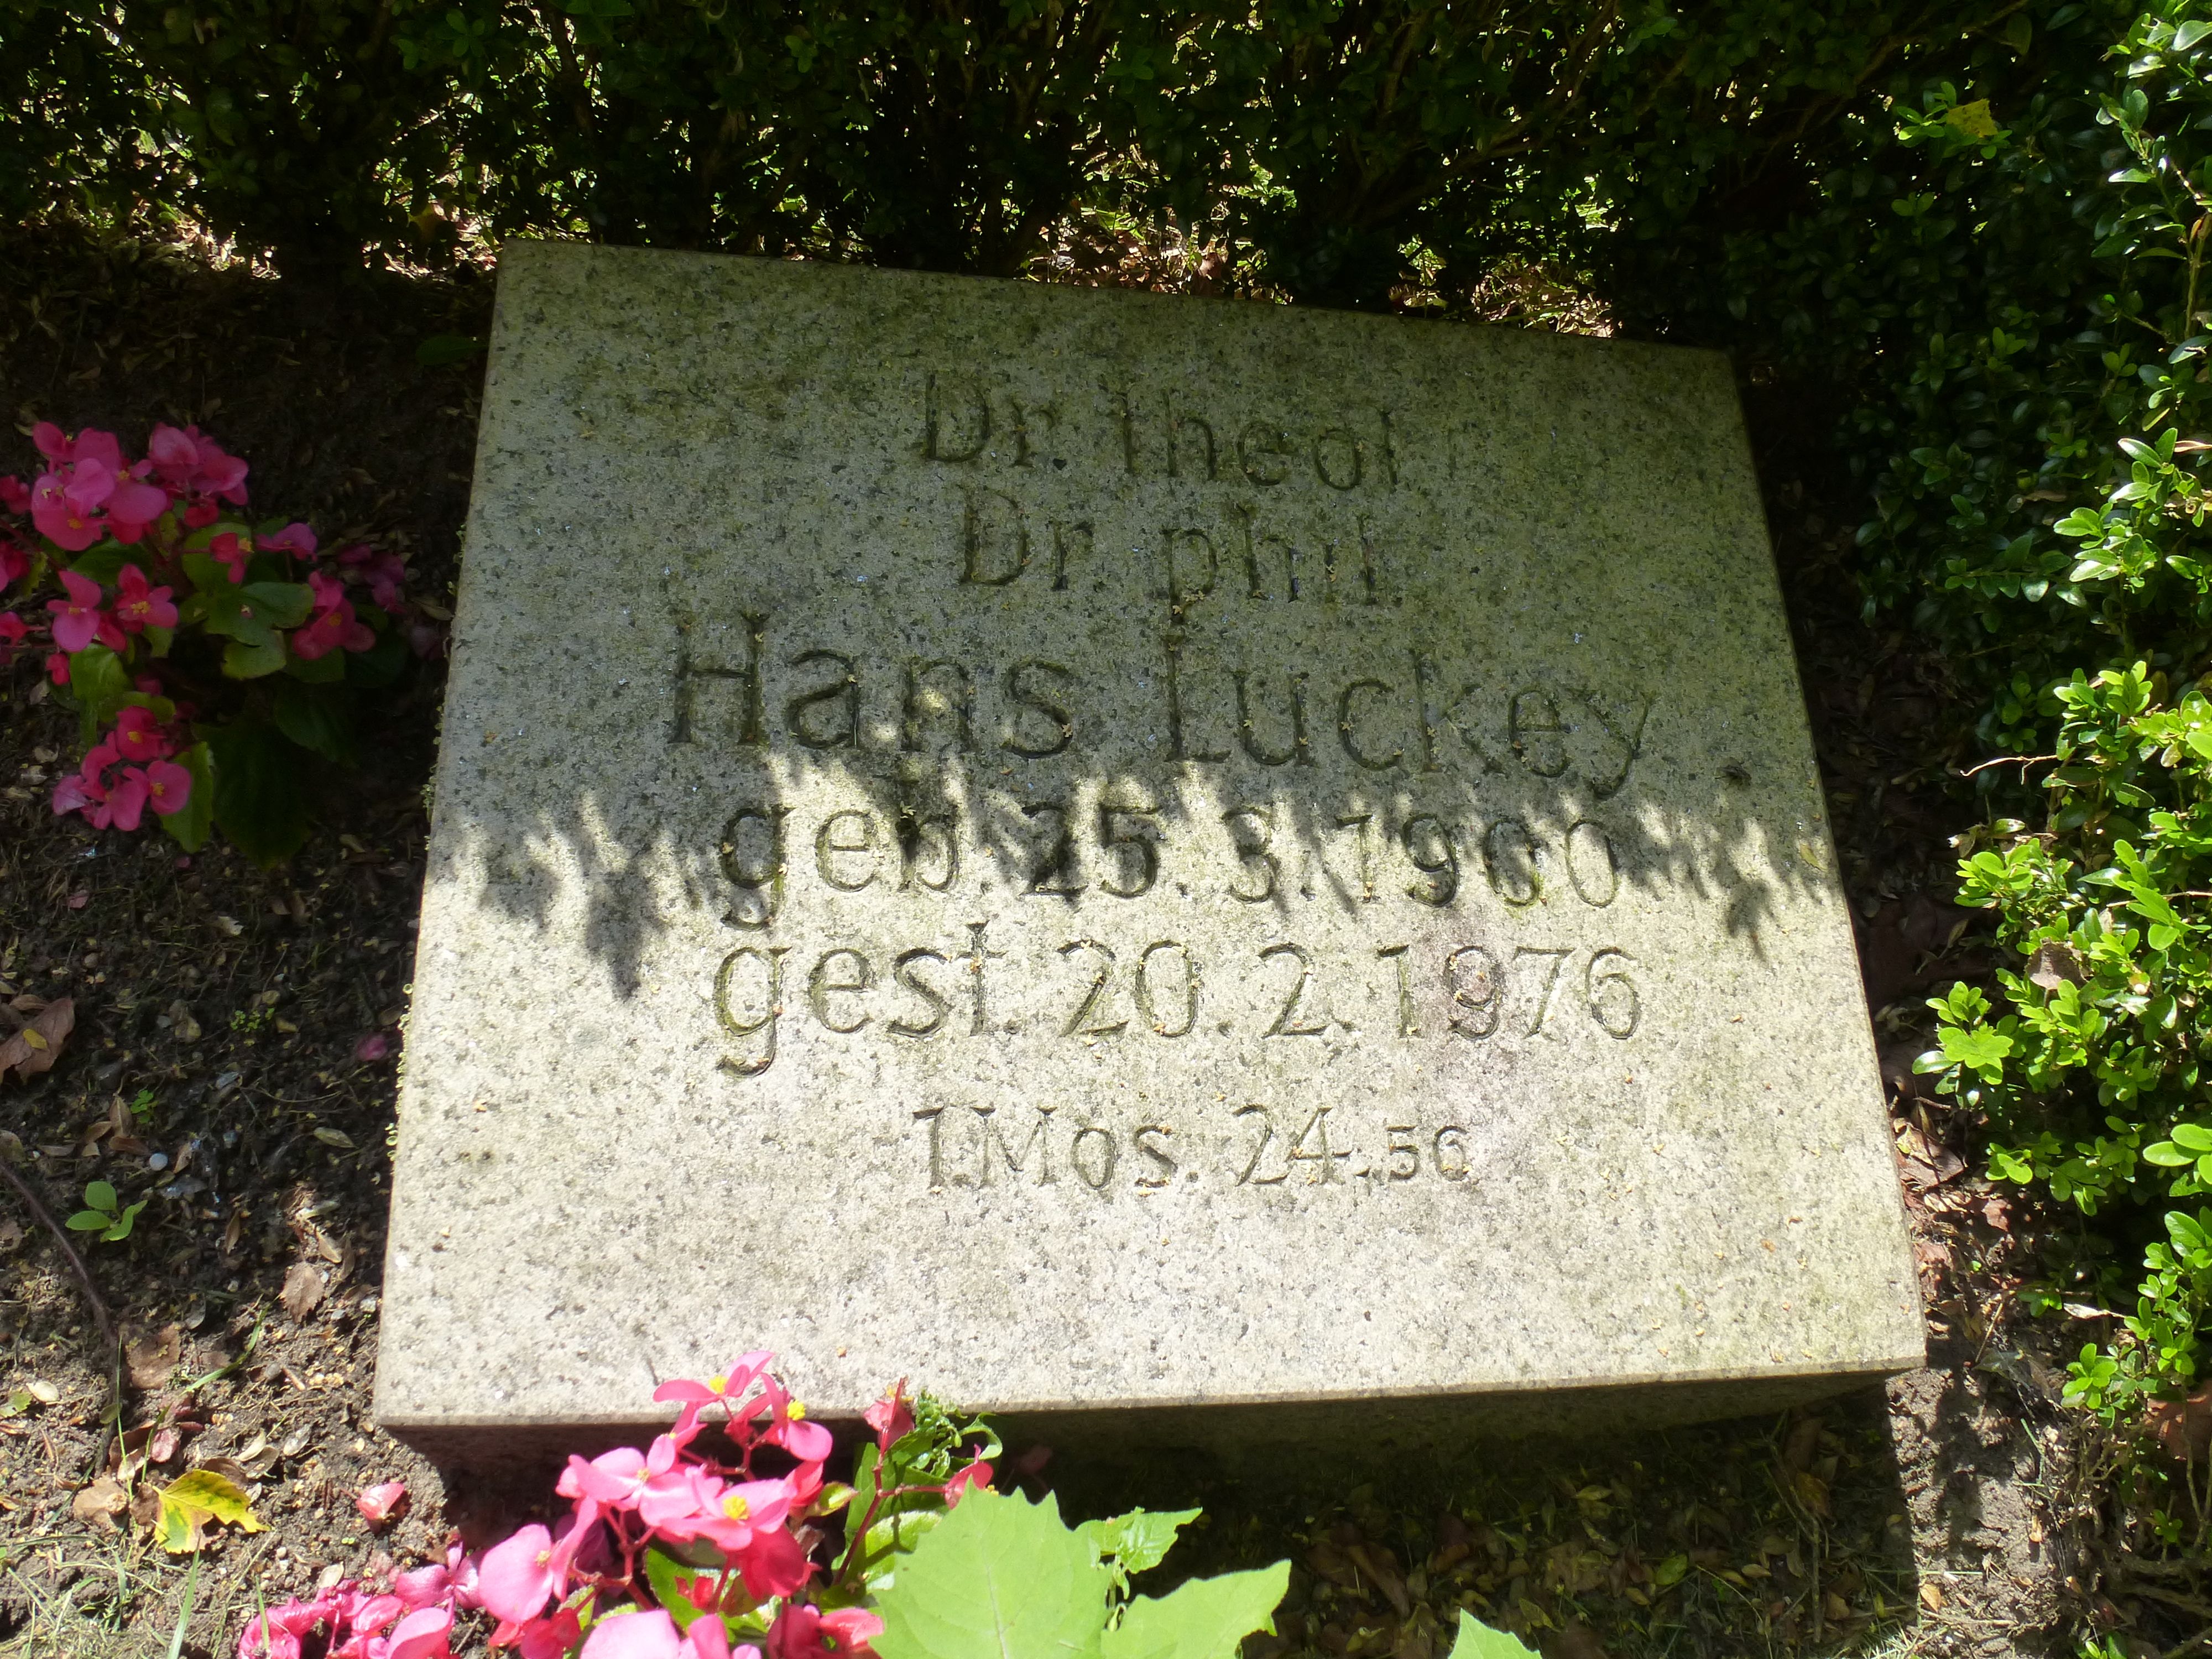 Dr. theol
Dr phil.
Hans Luckey
geb. 25. 3. 1900
gest. 20. 2. 1976
1.Mos. 24.56